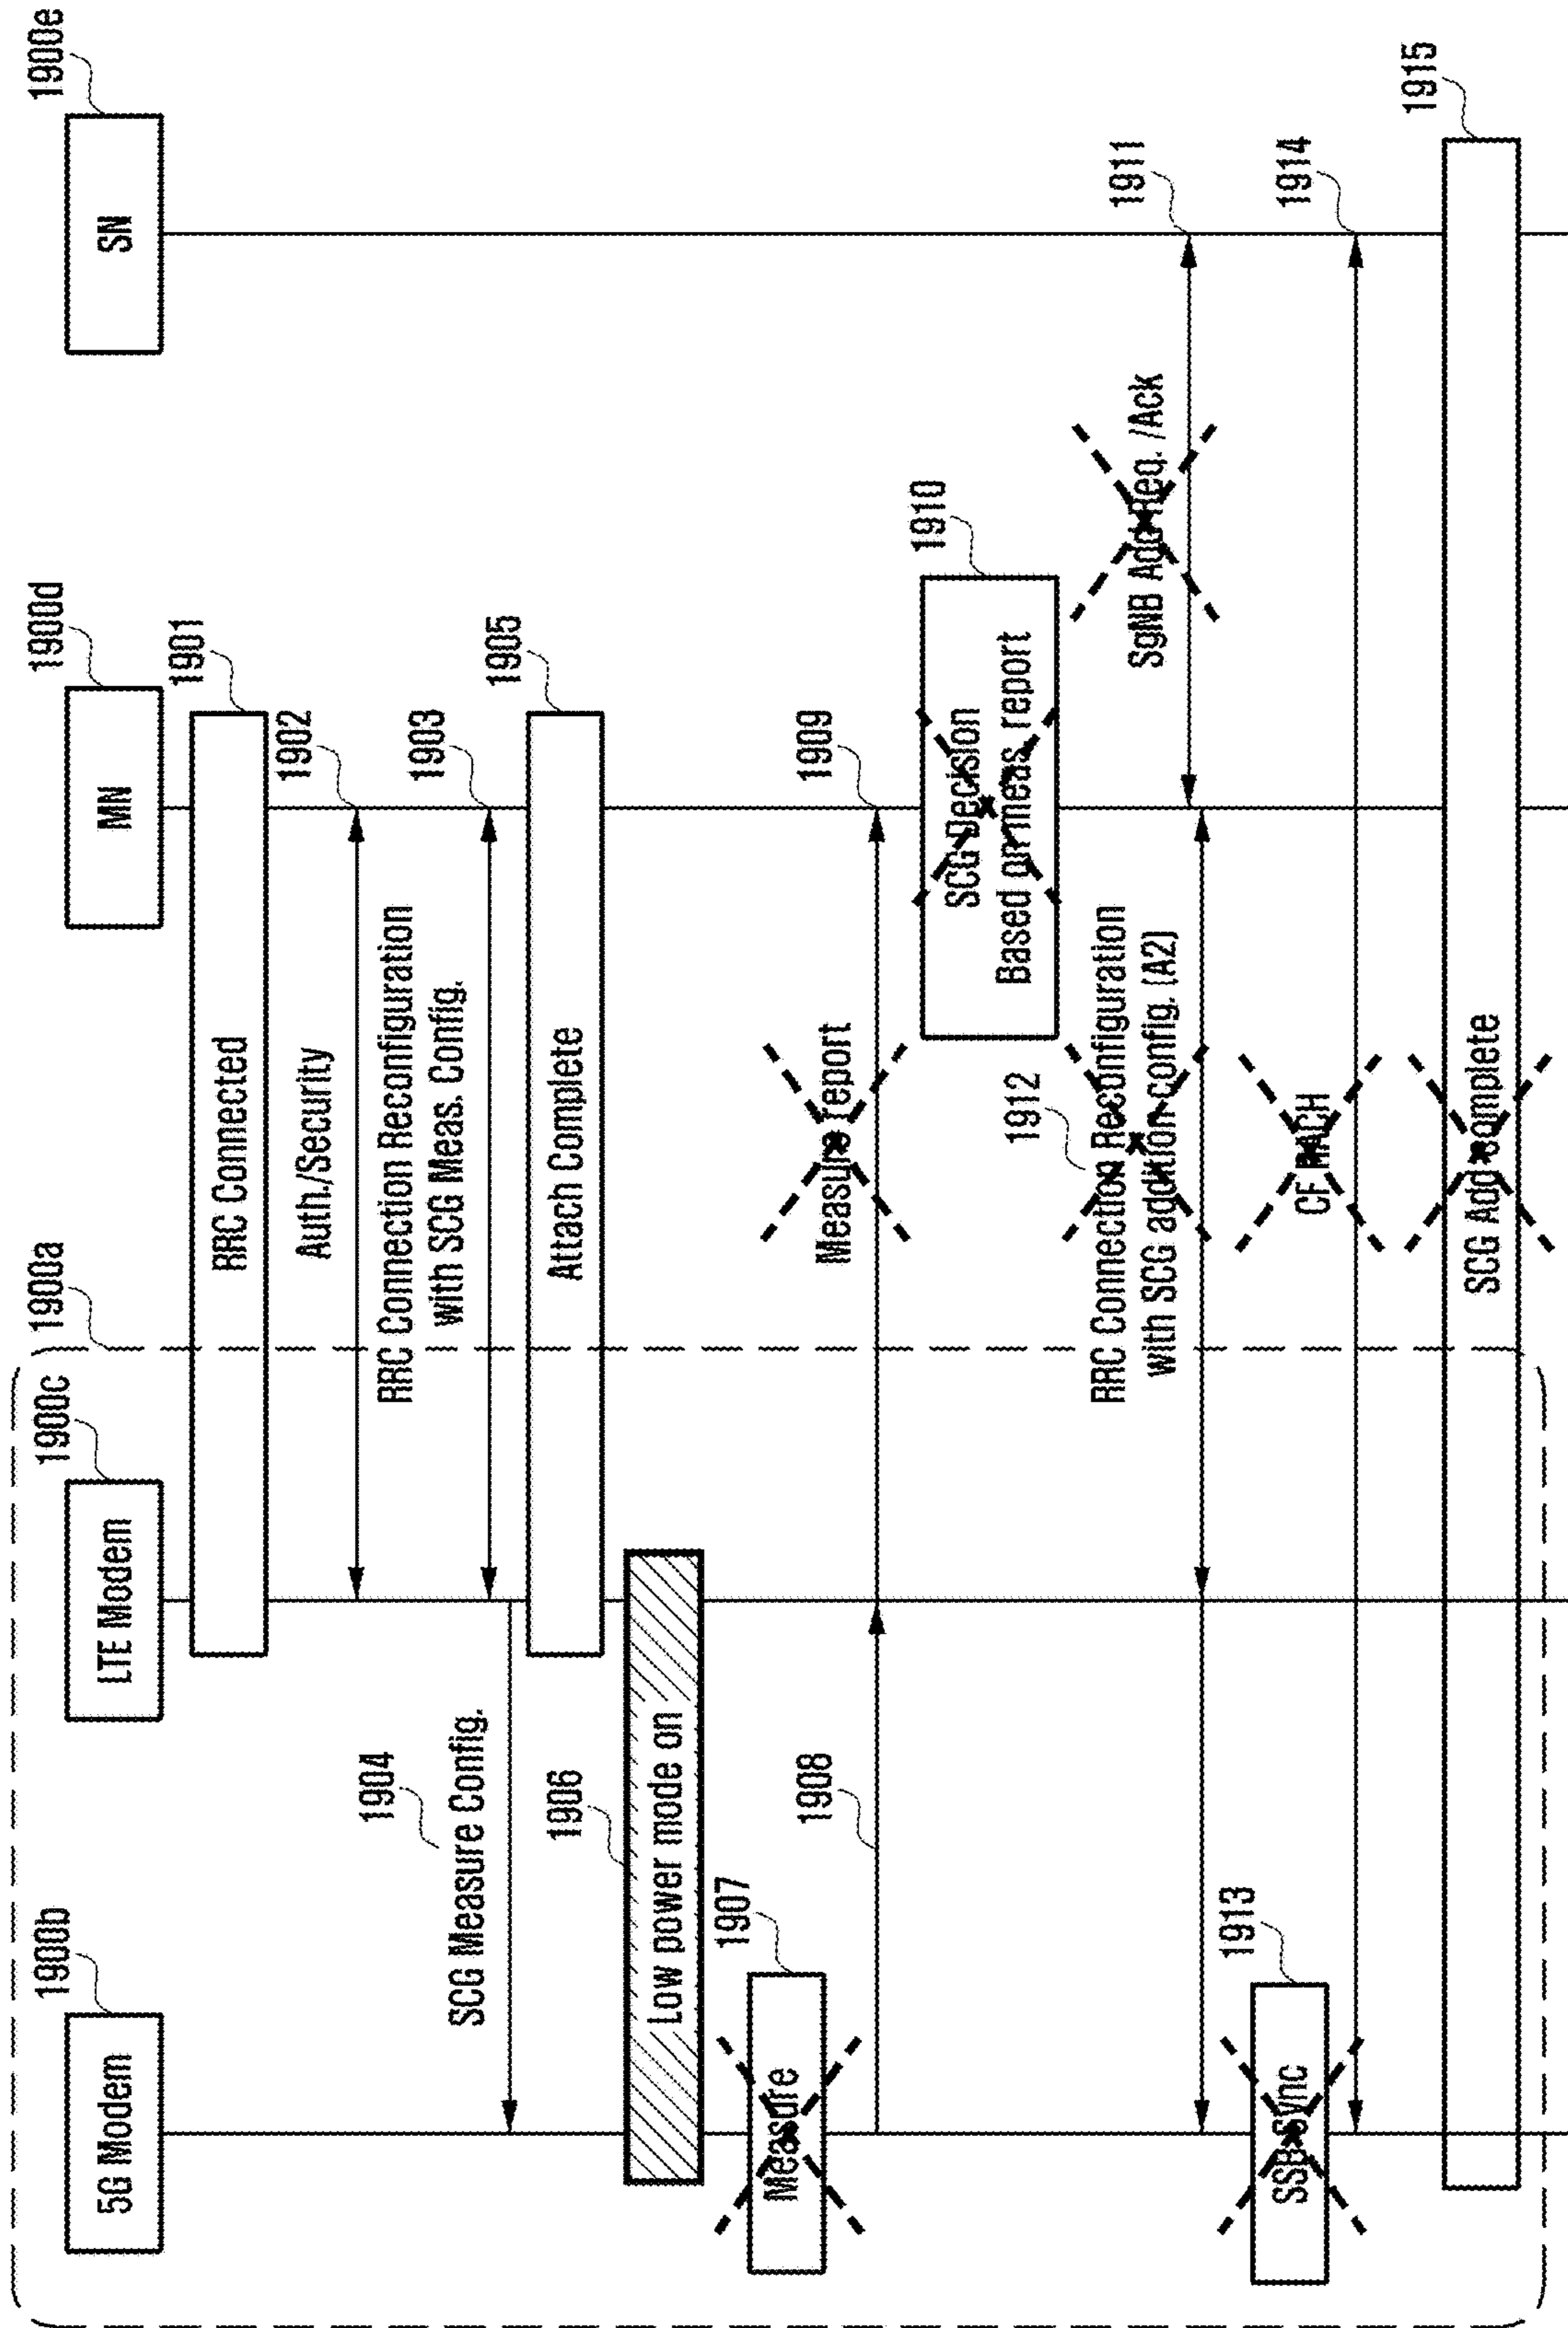 1900a
1900b
1900c
1900d
1900e
5G Modem
LTE Modem
MN
SN
1901
RRC Connected
1902
Auth./Security
RRC Connection Reconfiguration
with SCG Meas. Config.
1903
1904
SCG Measure Config.
1905
Attach Complete
1906
Low power mode on
1907
Measure
1908
Measure report
1909
1910
SCG Decision
Based on meas report
SgNB Add Req. /Ack
1911
1912
RRC Connection Reconfiguration
with SCG addition config. (A2)
1913
SSB Sync
CF RACH
1914
SCG Add complete
1915